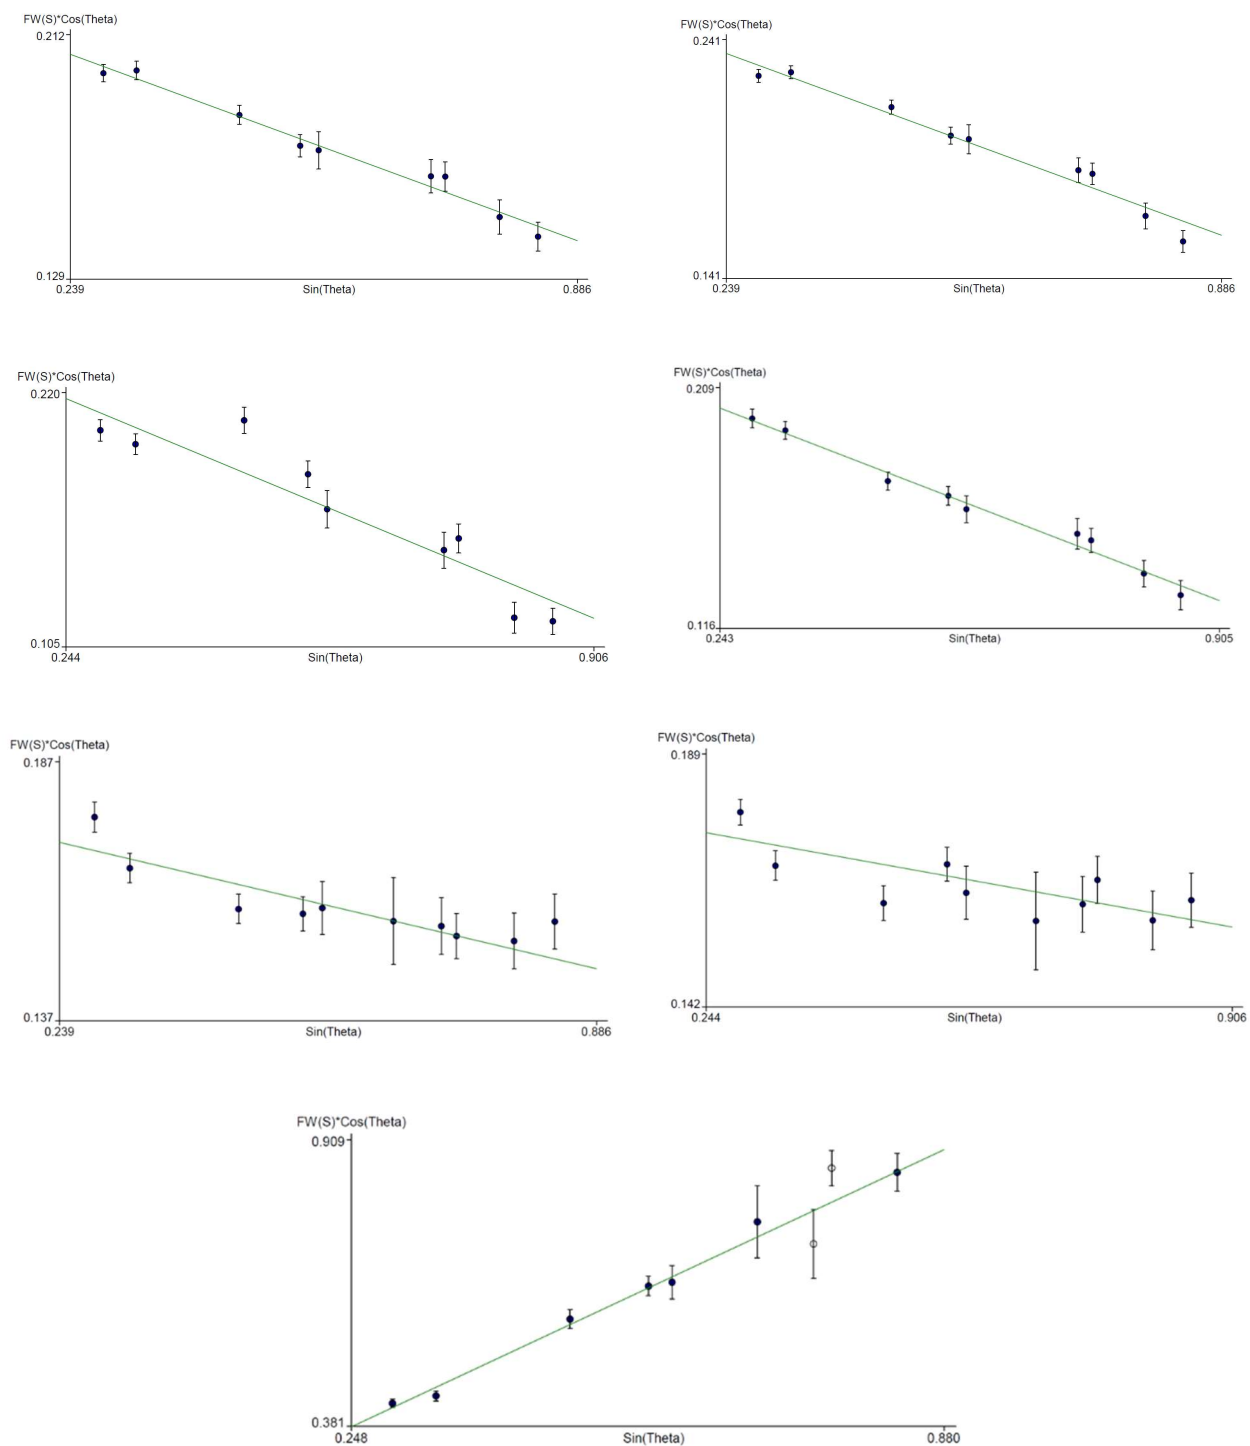 FW(S)*Cos(Theta)
0.212
0.129
0.239 Sin(Theta) 0.886
FW(S)*Cos(Theta)
0.241
0.141
0.239 Sin(Theta) 0.886
FW(S)*Cos(Theta)
0.220
0.105
0.244 Sin(Theta) 0.906
FW(S)*Cos(Theta)
0.209
0.116
0.243 Sin(Theta) 0.905
FW(S)*Cos(Theta)
0.187
0.137
0.239 Sin(Theta) 0.886
FW(S)*Cos(Theta)
0.189
0.142
0.244 Sin(Theta) 0.906
FW(S)*Cos(Theta)
0.909
0.381
0.248 Sin(Theta) 0.880